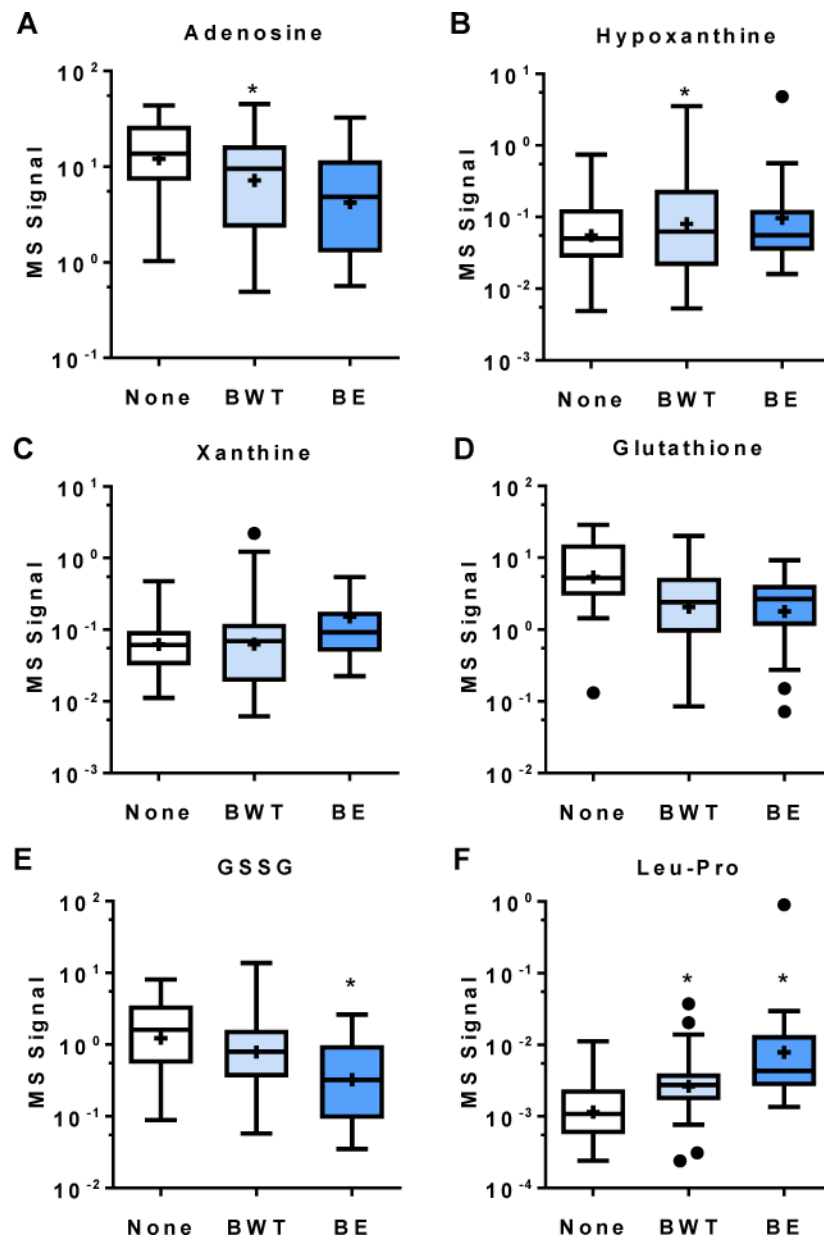 A
Adenosine
MS Signal
10^2
10^1
10^0
10^-1
*
None BWT BE
B
Hypoxanthine
MS Signal
10^1
10^0
10^-1
10^-2
10^-3
*
None BWT BE
C
Xanthine
MS Signal
10^1
10^0
10^-1
10^-2
10^-3
None BWT BE
D
Glutathione
MS Signal
10^2
10^1
10^0
10^-1
10^-2
None BWT BE
E
GSSG
MS Signal
10^2
10^1
10^0
10^-1
10^-2
*
None BWT BE
F
Leu-Pro
MS Signal
10^0
10^-1
10^-2
10^-3
10^-4
* *
None BWT BE